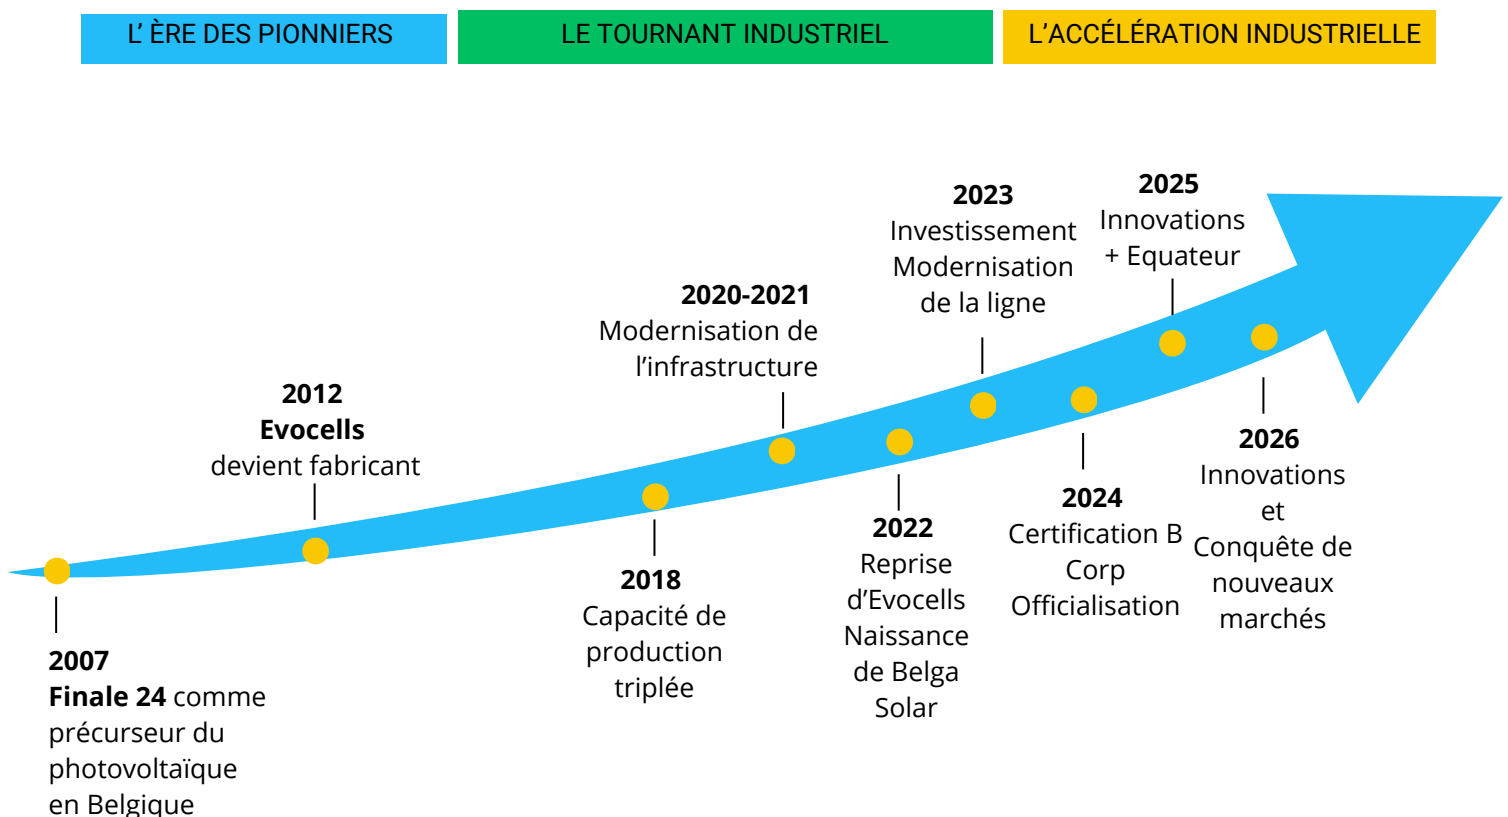 L' ÈRE DES PIONNIERS
LE TOURNANT INDUSTRIEL
L'ACCÉLÉRATION INDUSTRIELLE
2007
Finale 24 comme
précurseur du
photovoltaïque
en Belgique
2012
Evocells
devient fabricant
2018
Capacité de
production
triplée
2020-2021
Modernisation de
l’infrastructure
2022
Reprise
d’Evocells
Naissance
de Belga
Solar
2023
Investissement
Modernisation
de la ligne
2024
Certification B
Corp
Officialisation
2025
Innovations
+ Equateur
2026
Innovations
et
Conquête de
nouveaux
marchés